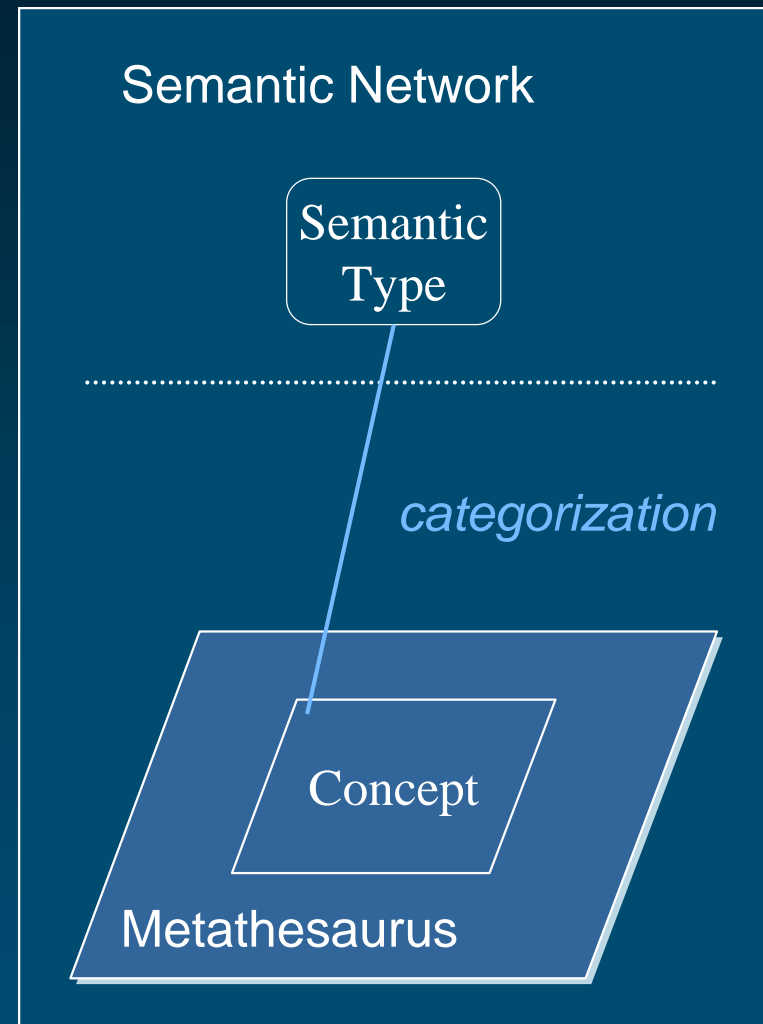 Semantic Network
Semantic
Type
categorization
Concept
Metathesaurus